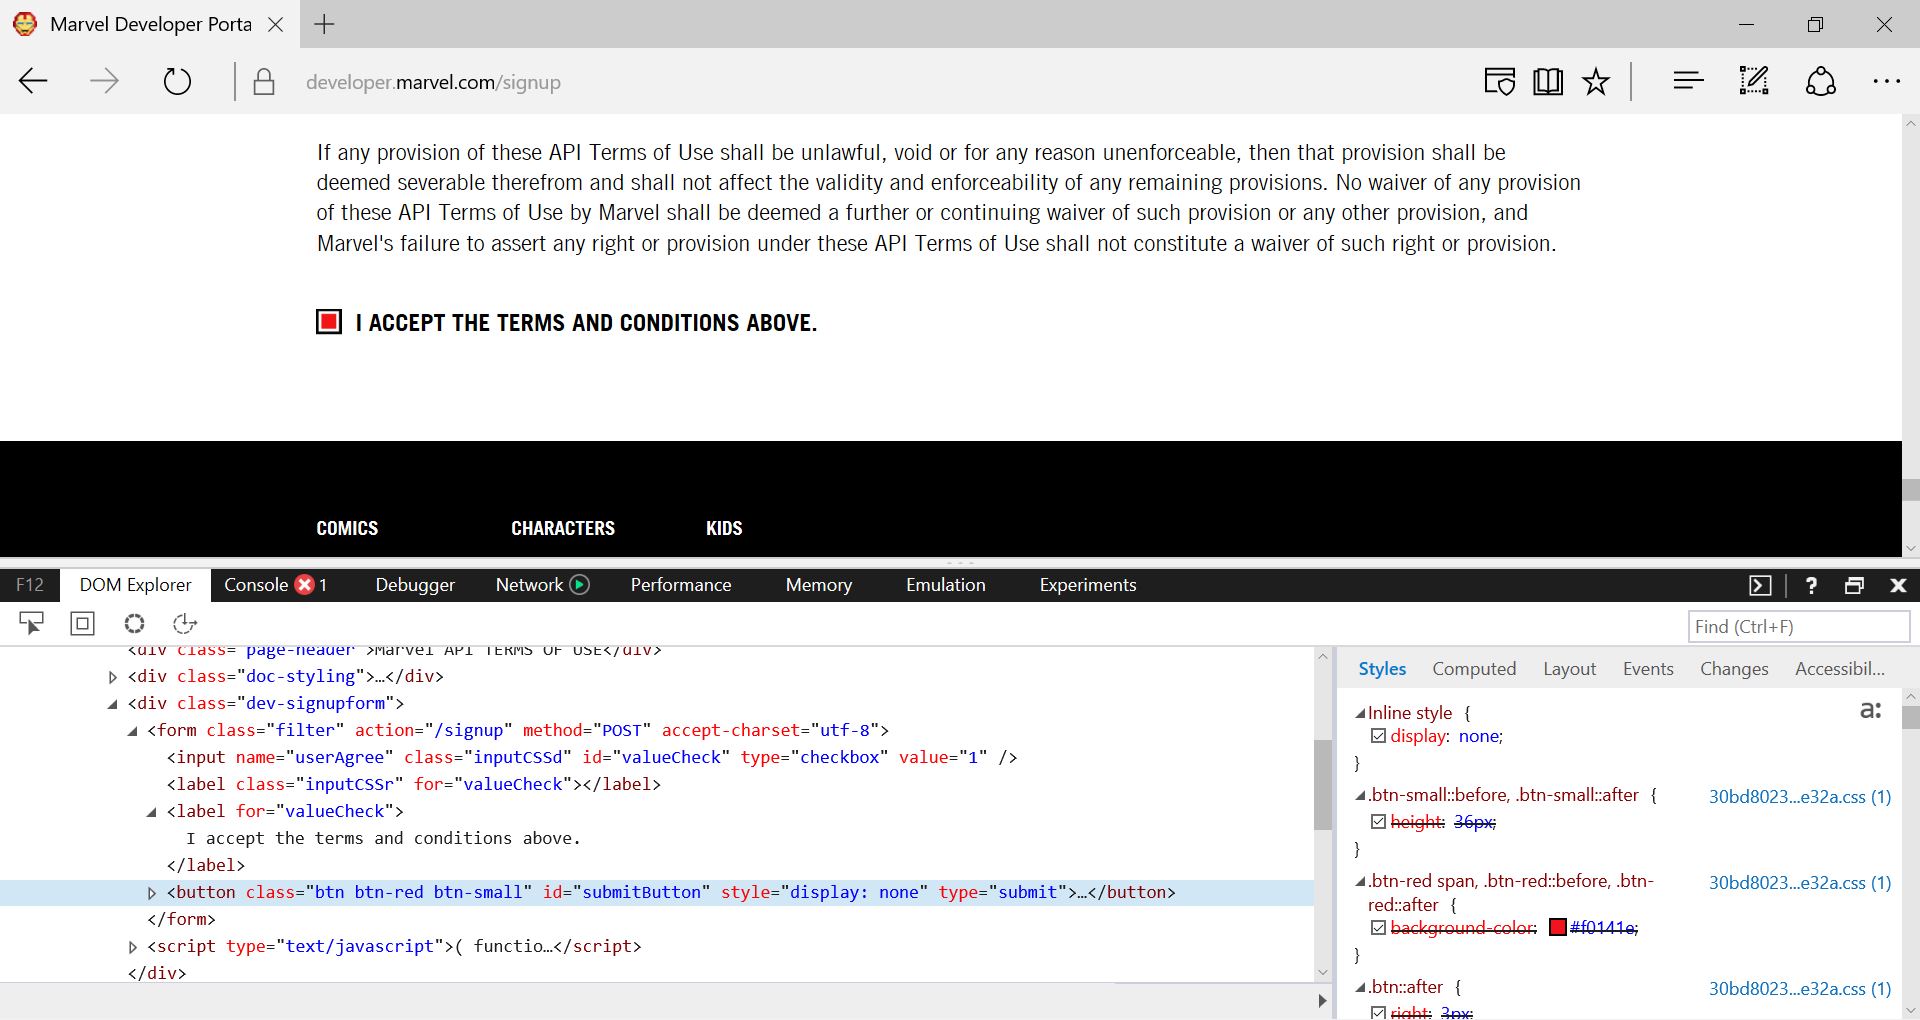 Marvel Developer Porta
developer.marvel.com/signup
If any provision of these API Terms of Use shall be unlawful, void or for any reason unenforceable, then that provision shall be
deemed severable therefrom and shall not affect the validity and enforceability of any remaining provisions. No waiver of any provision
of these API Terms of Use by Marvel shall be deemed a further or continuing waiver of such provision or any other provision, and
Marvel's failure to assert any right or provision under these API Terms of Use shall not constitute a waiver of such right or provision.
I ACCEPT THE TERMS AND CONDITIONS ABOVE.
COMICS CHARACTERS KIDS
F12 DOM Explorer Console 1 Debugger Network Performance Memory Emulation Experiments ?
Find (Ctrl+F)
<div class="page-header">Marvel API TERMS OF USE</div>
<div class="doc-styling">…</div>
<div class="dev-signupform">
<form class="filter" action="/signup" method="POST" accept-charset="utf-8">
<input name="userAgree" class="inputCSSd" id="valueCheck" type="checkbox" value="1" />
<label class="inputCSSr" for="valueCheck"></label>
<label for="valueCheck">
I accept the terms and conditions above.
</label>
<button class="btn btn-red btn-small" id="submitButton" style="display: none" type="submit">…</button>
</form>
<script type="text/javascript">( functio…</script>
</div>
Styles Computed Layout Events Changes Accessibil...
Inline style {
a:
display: none;
}
.btn-small::before, .btn-small::after { 30bd8023...e32a.css (1)
height: 36px;
}
.btn-red span, .btn-red::before, .btn- 30bd8023...e32a.css (1)
red::after {
background-color: #f0141e;
}
.btn::after { 30bd8023...e32a.css (1)
right: 3px;